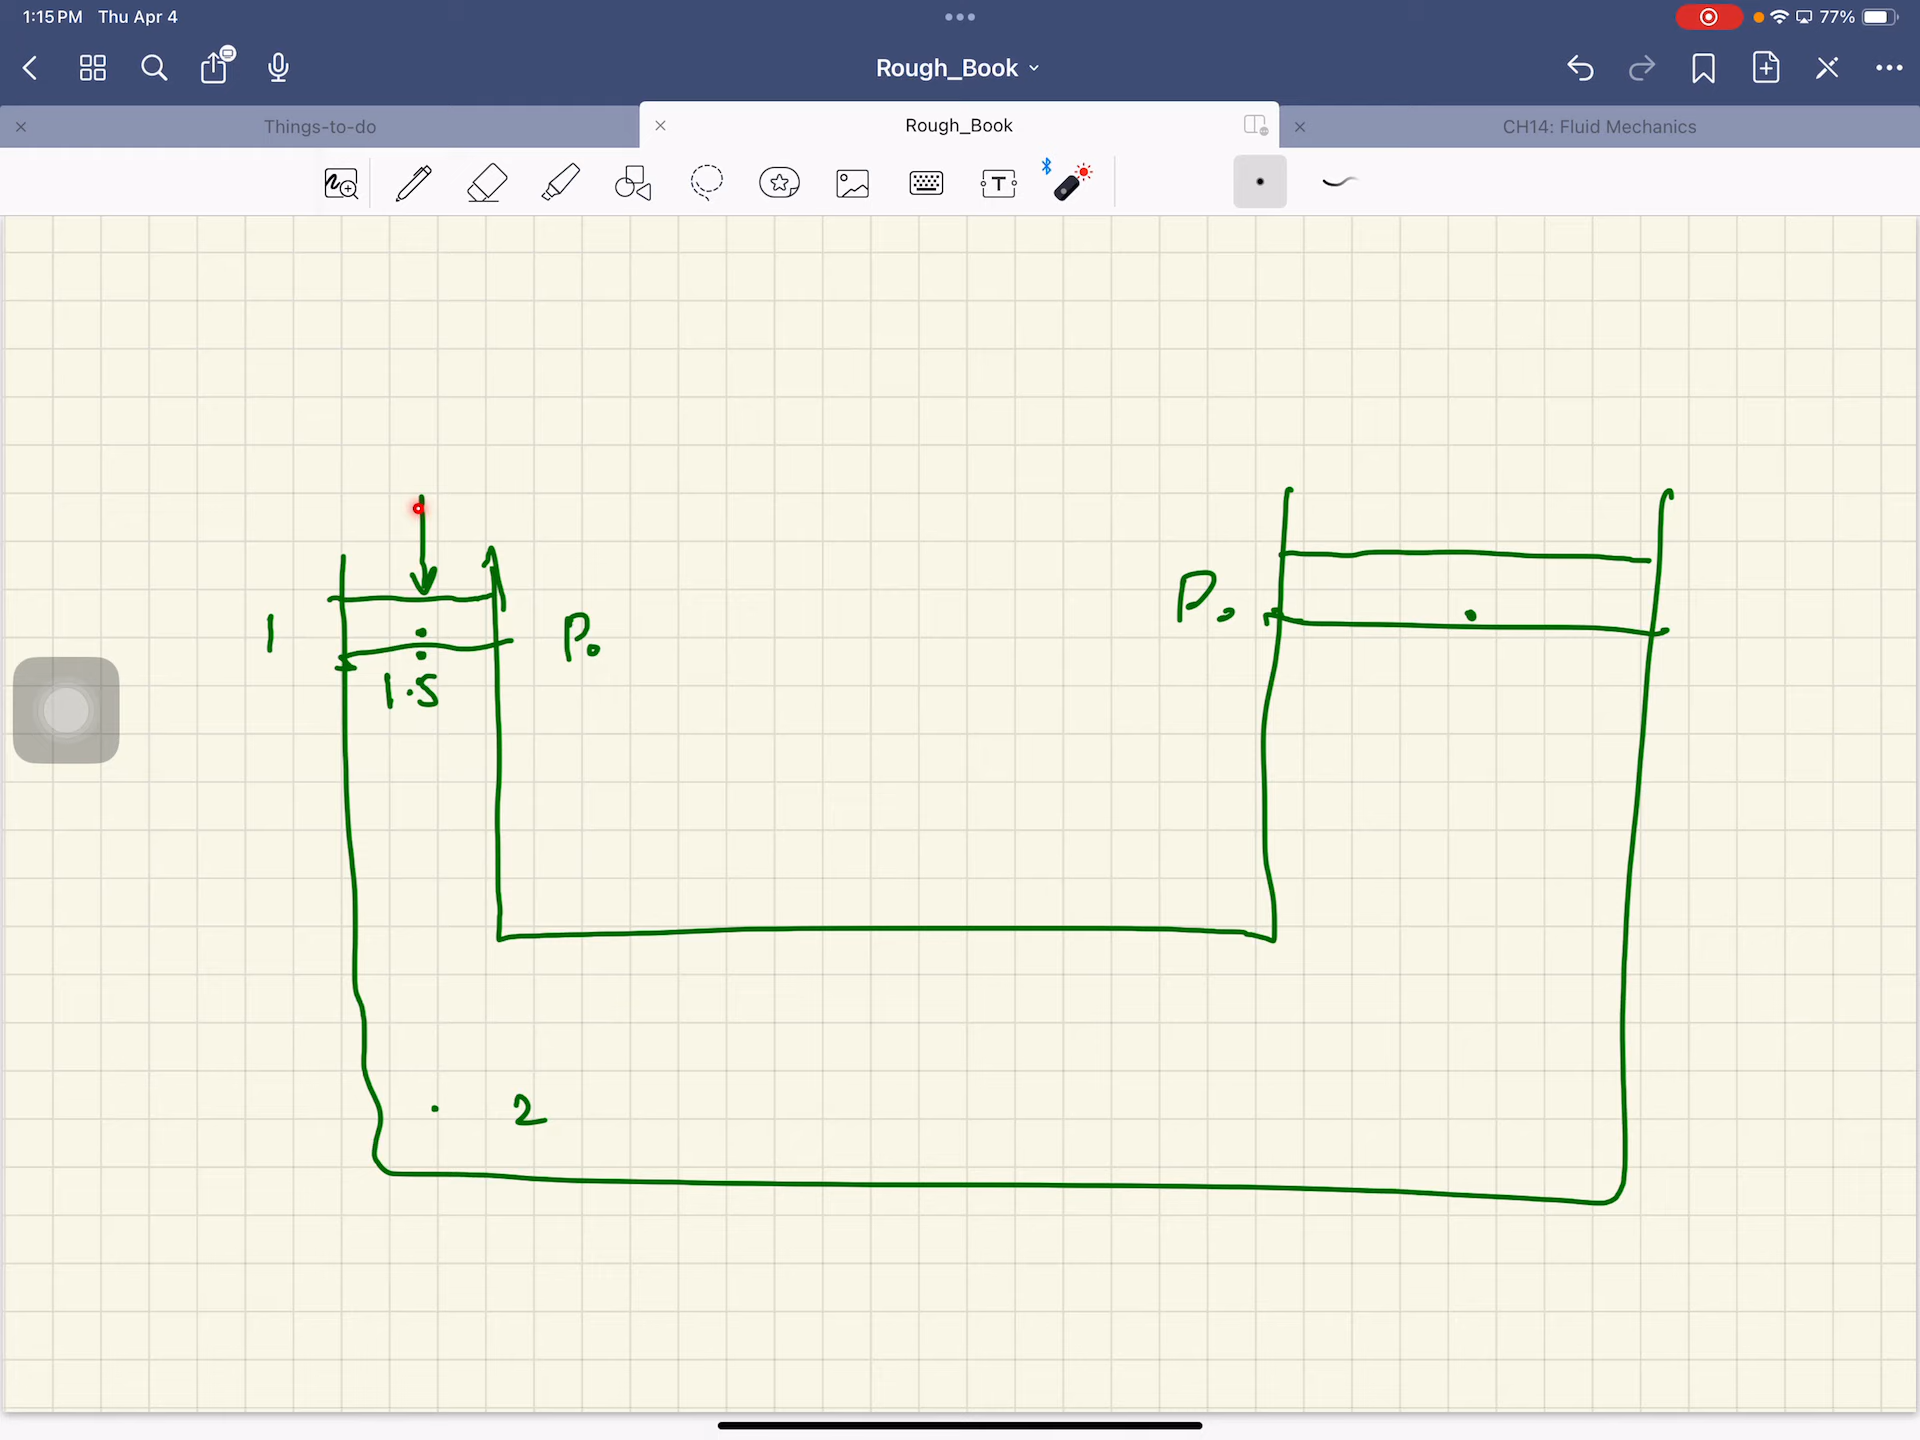 1:15 PM Thu Apr 4
77%
Rough_Book
Things-to-do
Rough_Book
CH14: Fluid Mechanics
T
1
P₀
P₀
1.5
2